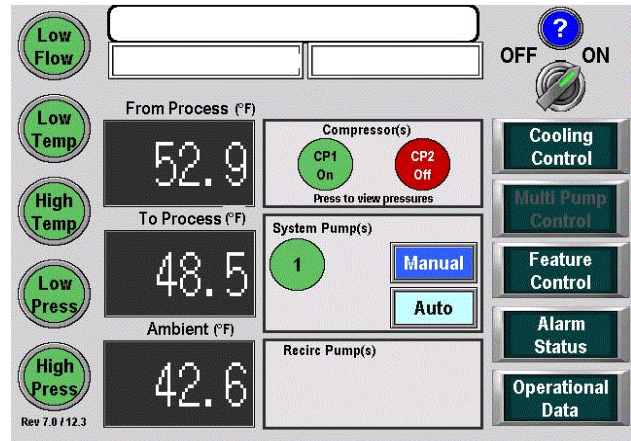 Low
Flow
Low
Temp
High
Temp
Low
Press
High
Press
Rev 7.0 / 12.3
From Process (°F)
52.9
To Process (°F)
48.5
Ambient (°F)
42.6
Compressor(s)
CP1
On
CP2
Off
Press to view pressures
System Pump(s)
1
Manual
Auto
Recirc Pump(s)
?
OFF ON
Cooling
Control
Multi Pump
Control
Feature
Control
Alarm
Status
Operational
Data